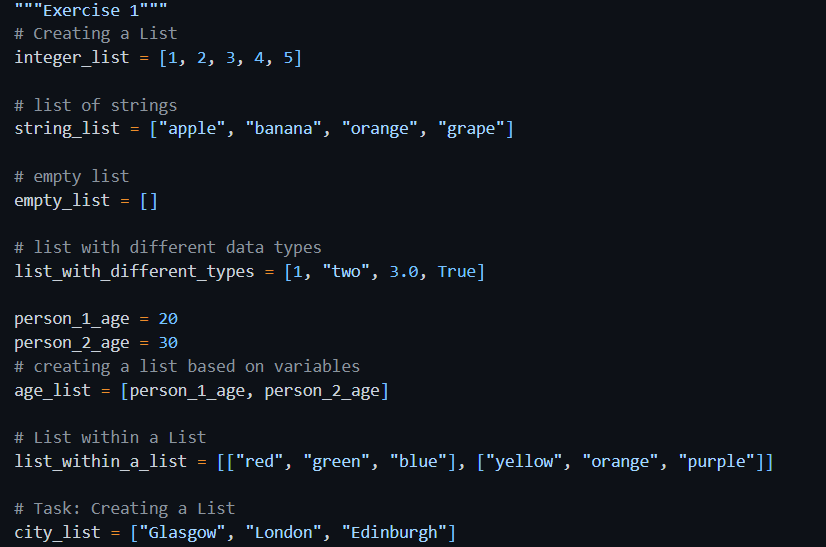 """Exercise 1"""
# Creating a List
integer_list = [1, 2, 3, 4, 5]
# list of strings
string_list = ["apple", "banana", "orange", "grape"]
# empty list
empty_list = []
# list with different data types
list_with_different_types = [1, "two", 3.0, True]
person_1_age = 20
person_2_age = 30
# creating a list based on variables
age_list = [person_1_age, person_2_age]
# List within a List
list_within_a_list = [["red", "green", "blue"], ["yellow", "orange", "purple"]]
# Task: Creating a List
city_list = ["Glasgow", "London", "Edinburgh"]